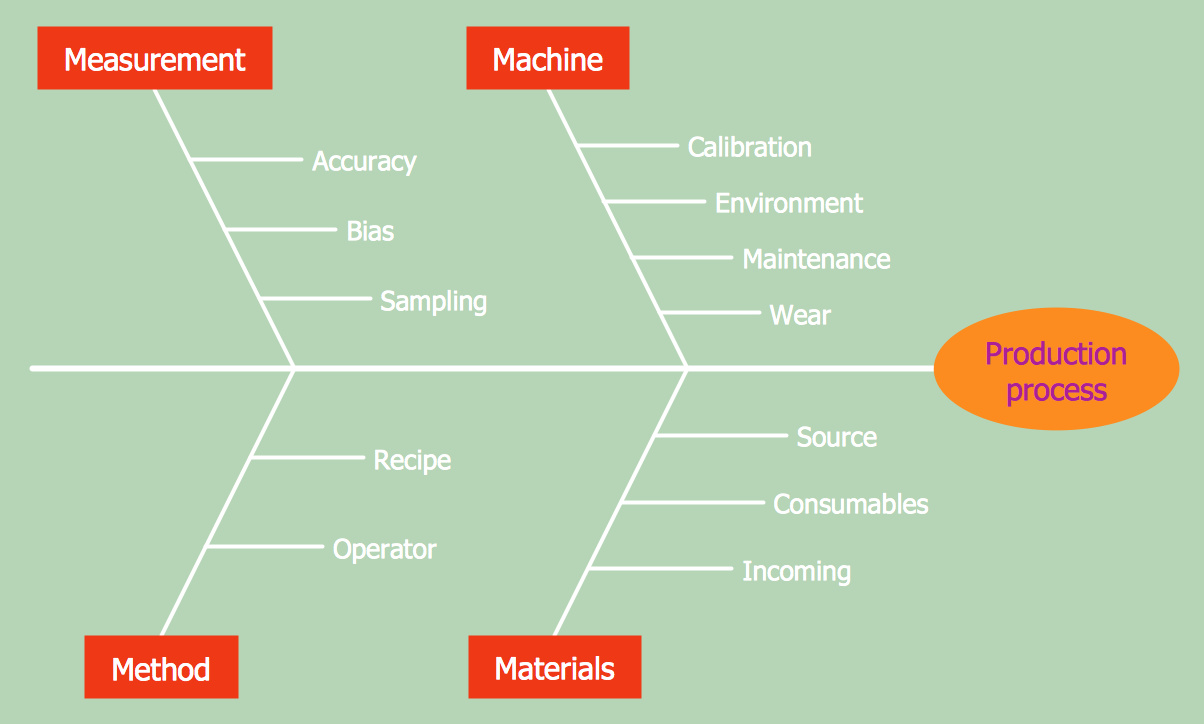 Measurement
Machine
Accuracy
Bias
Sampling
Calibration
Environment
Maintenance
Wear
Production
process
Recipe
Operator
Source
Consumables
Incoming
Method
Materials